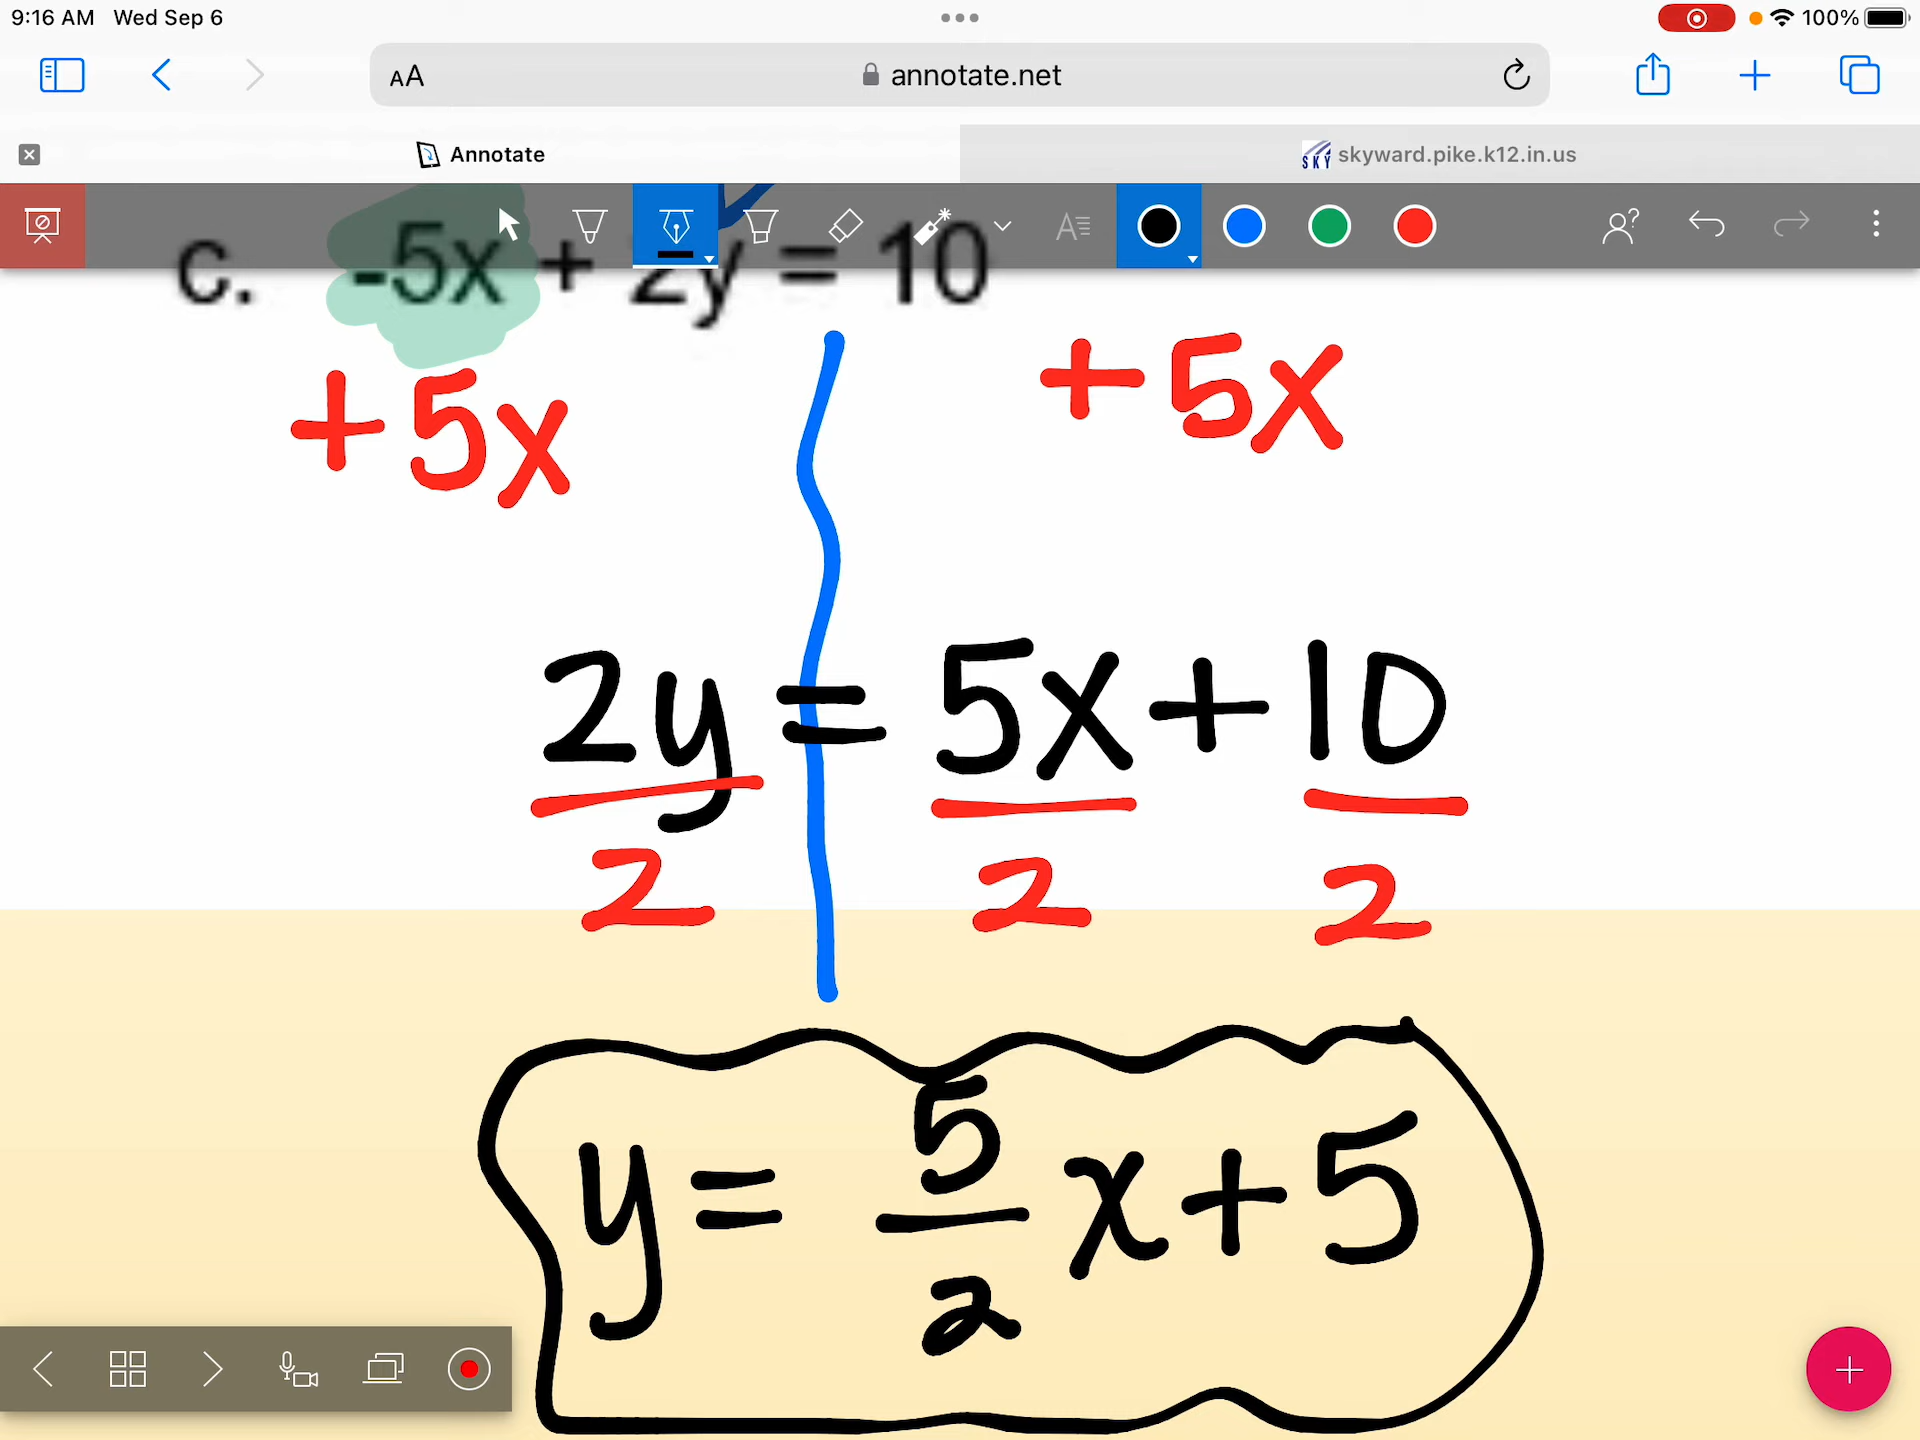 9:16 AM Wed Sep 6 100%
AA annotate.net
Annotate SKY skyward.pike.k12.in.us
c. -5x + 2y = 10
+5x +5x
2y = 5x + 10
2 2 2
y = 5/2 x + 5